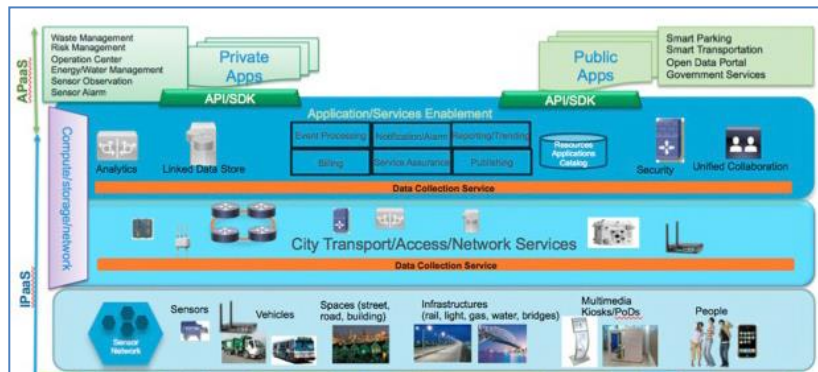 APaaS
IPaaS
Waste Management
Risk Management
Operation Center
Energy/Water Management
Sensor Observation
Sensor Alarm
Private
Apps
Public
Apps
Smart Parking
Smart Transportation
Open Data Portal
Government Services
API/SDK
API/SDK
Compute/storage/network
Application/Services Enablement
Event Processing
Notification/Alarm
Reporting/Trending
Billing
Service Assurance
Publishing
Resources
Applications
Catalog
Analytics
Linked Data Store
Security
Unified Collaboration
Data Collection Service
City Transport/Access/Network Services
Data Collection Service
Sensor
Network
Sensors
Vehicles
Spaces (street,
road, building)
Infrastructures
(rail, light, gas, water, bridges)
Multimedia
Kiosks/PoDs
People